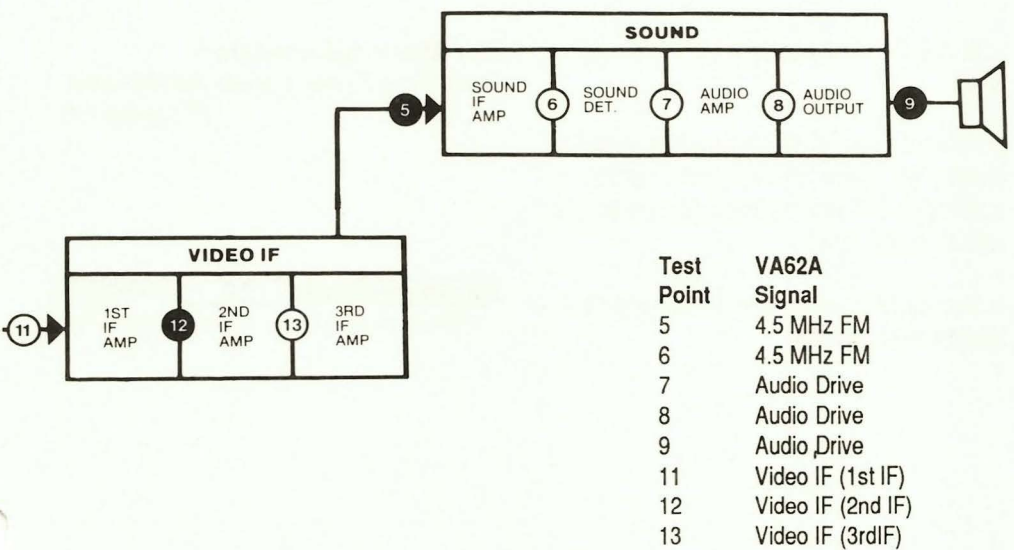 SOUND
SOUND
IF
AMP
6
SOUND
DET.
7
AUDIO
AMP
8
AUDIO
OUTPUT
5
9
VIDEO IF
11
1ST
IF
AMP
12
2ND
IF
AMP
13
3RD
IF
AMP
Test VA62A
Point Signal
5 4.5 MHz FM
6 4.5 MHz FM
7 Audio Drive
8 Audio Drive
9 Audio Drive
11 Video IF (1st IF)
12 Video IF (2nd IF)
13 Video IF (3rdIF)